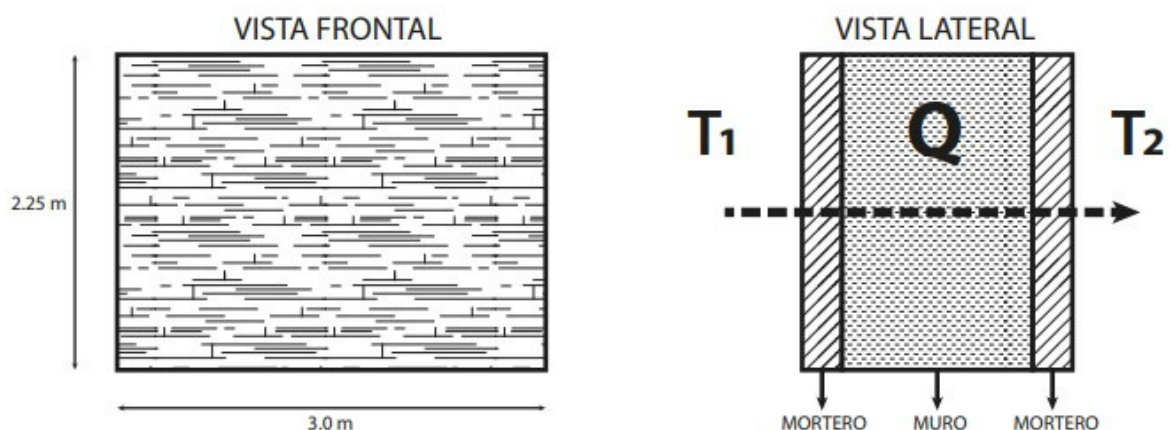 VISTA FRONTAL
2.25 m
3.0 m
VISTA LATERAL
T₁
Q
T₂
MORTERO
MURO
MORTERO